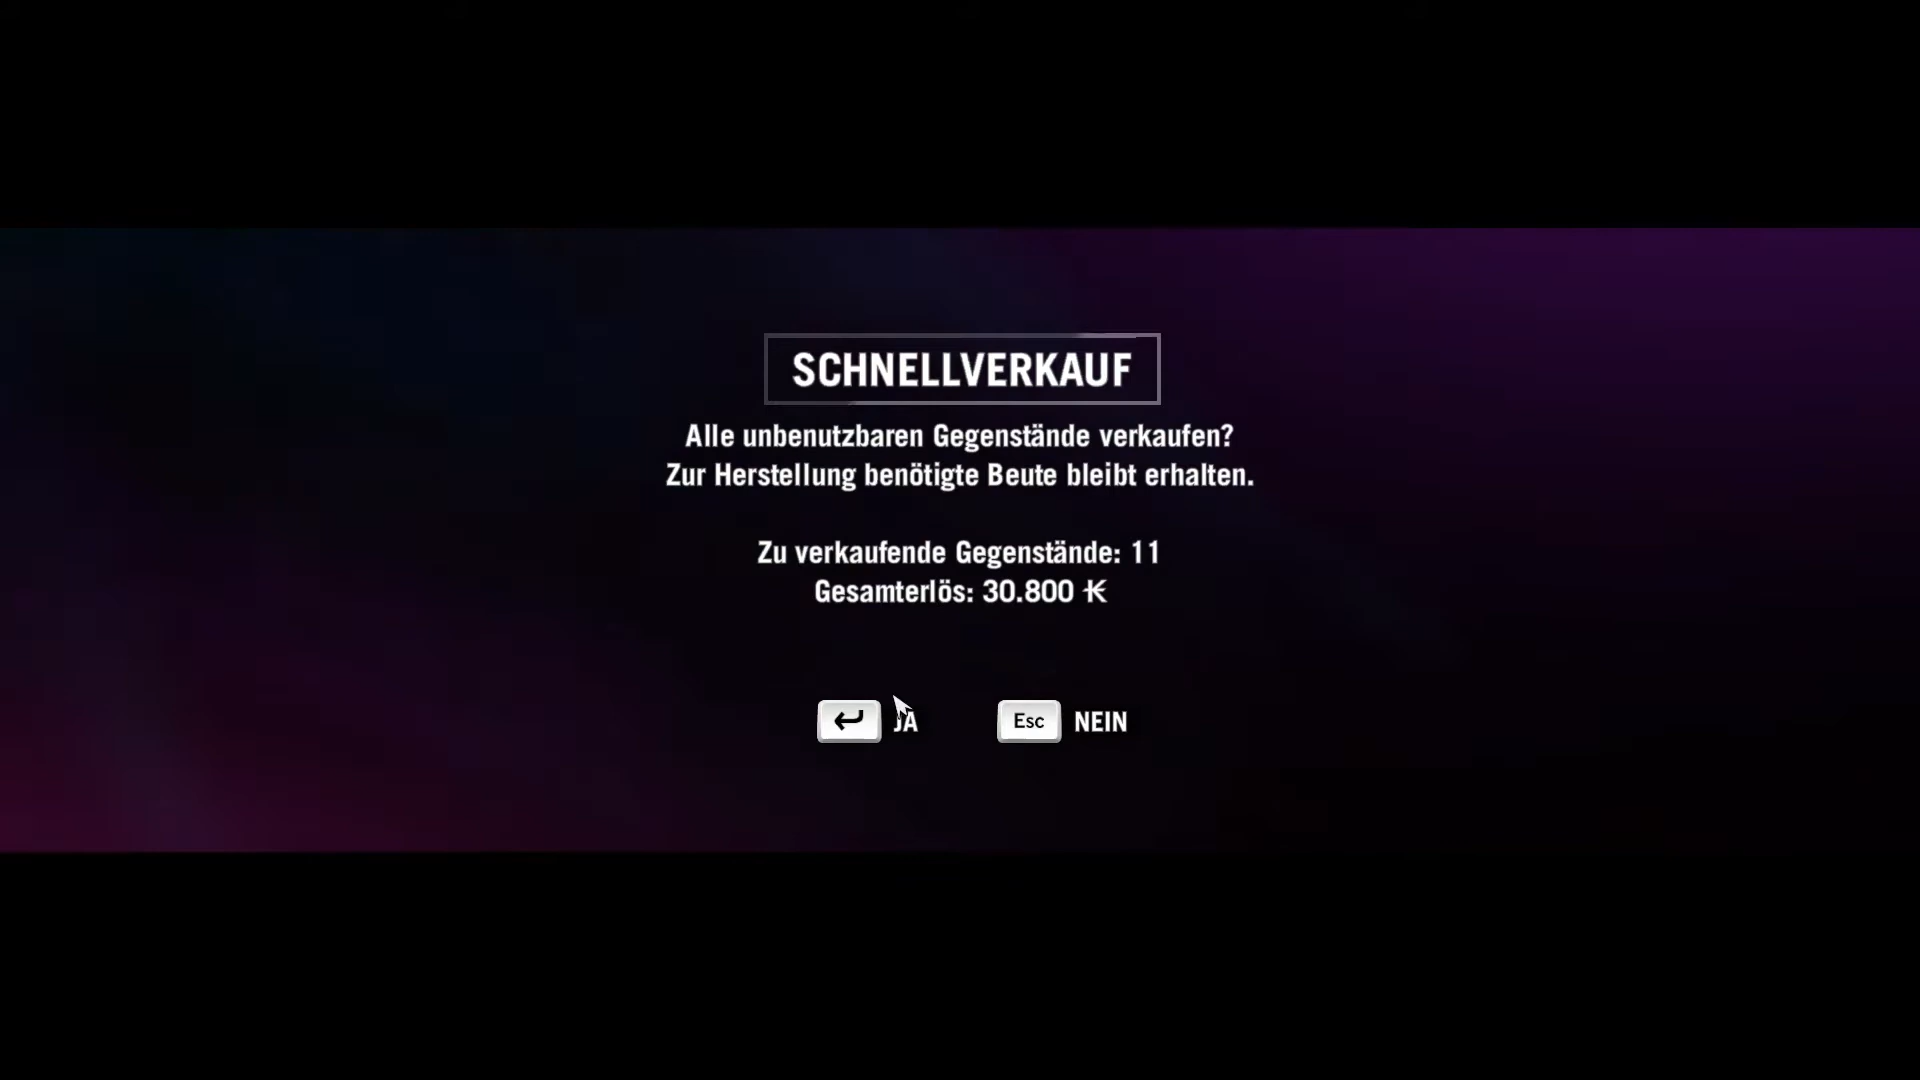 SCHNELLVERKAUF
Alle unbenutzbaren Gegenstände verkaufen?
Zur Herstellung benötigte Beute bleibt erhalten.
Zu verkaufende Gegenstände: 11
Gesamterlös: 30.800 K
JA
Esc NEIN